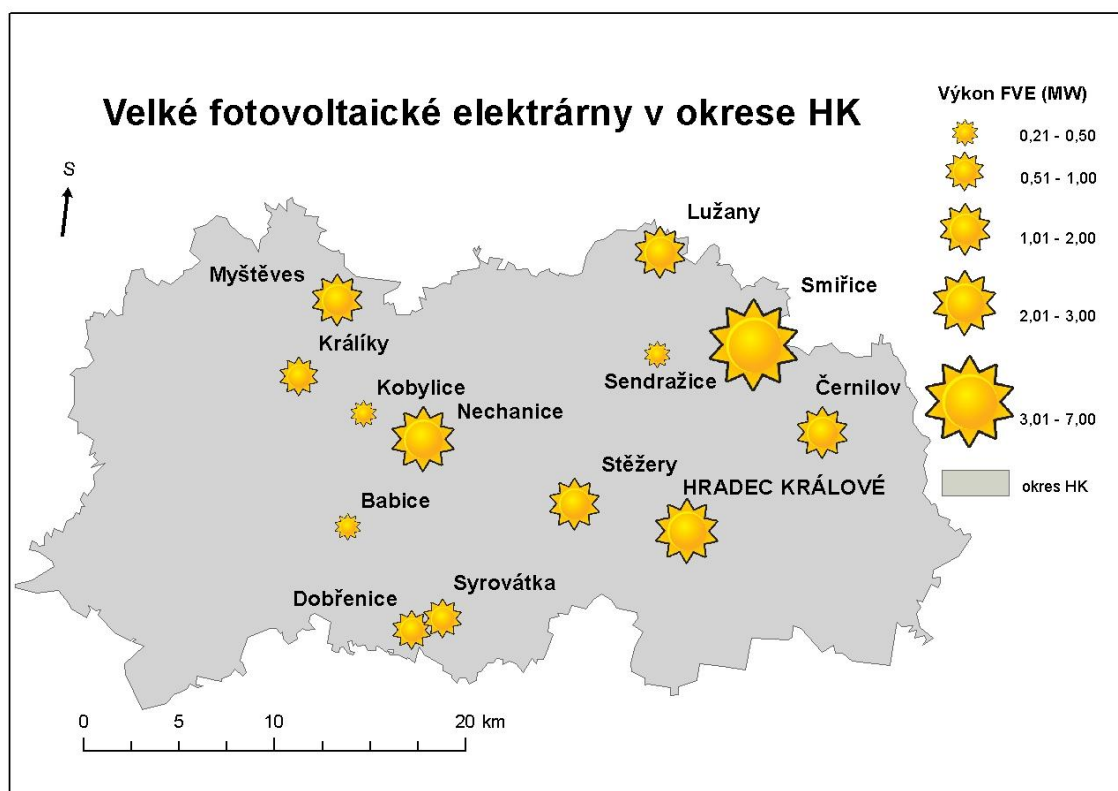 Velké fotovoltaické elektrárny v okrese HK
S
Výkon FVE (MW)
0,21 - 0,50
0,51 - 1,00
1,01 - 2,00
2,01 - 3,00
3,01 - 7,00
okres HK
Lužany
Myštěves
Smiřice
Králíky
Sendražice
Kobylice
Černilov
Nechanice
Stěžery
HRADEC KRÁLOVÉ
Babice
Syrovátka
Dobřenice
0 5 10 20 km